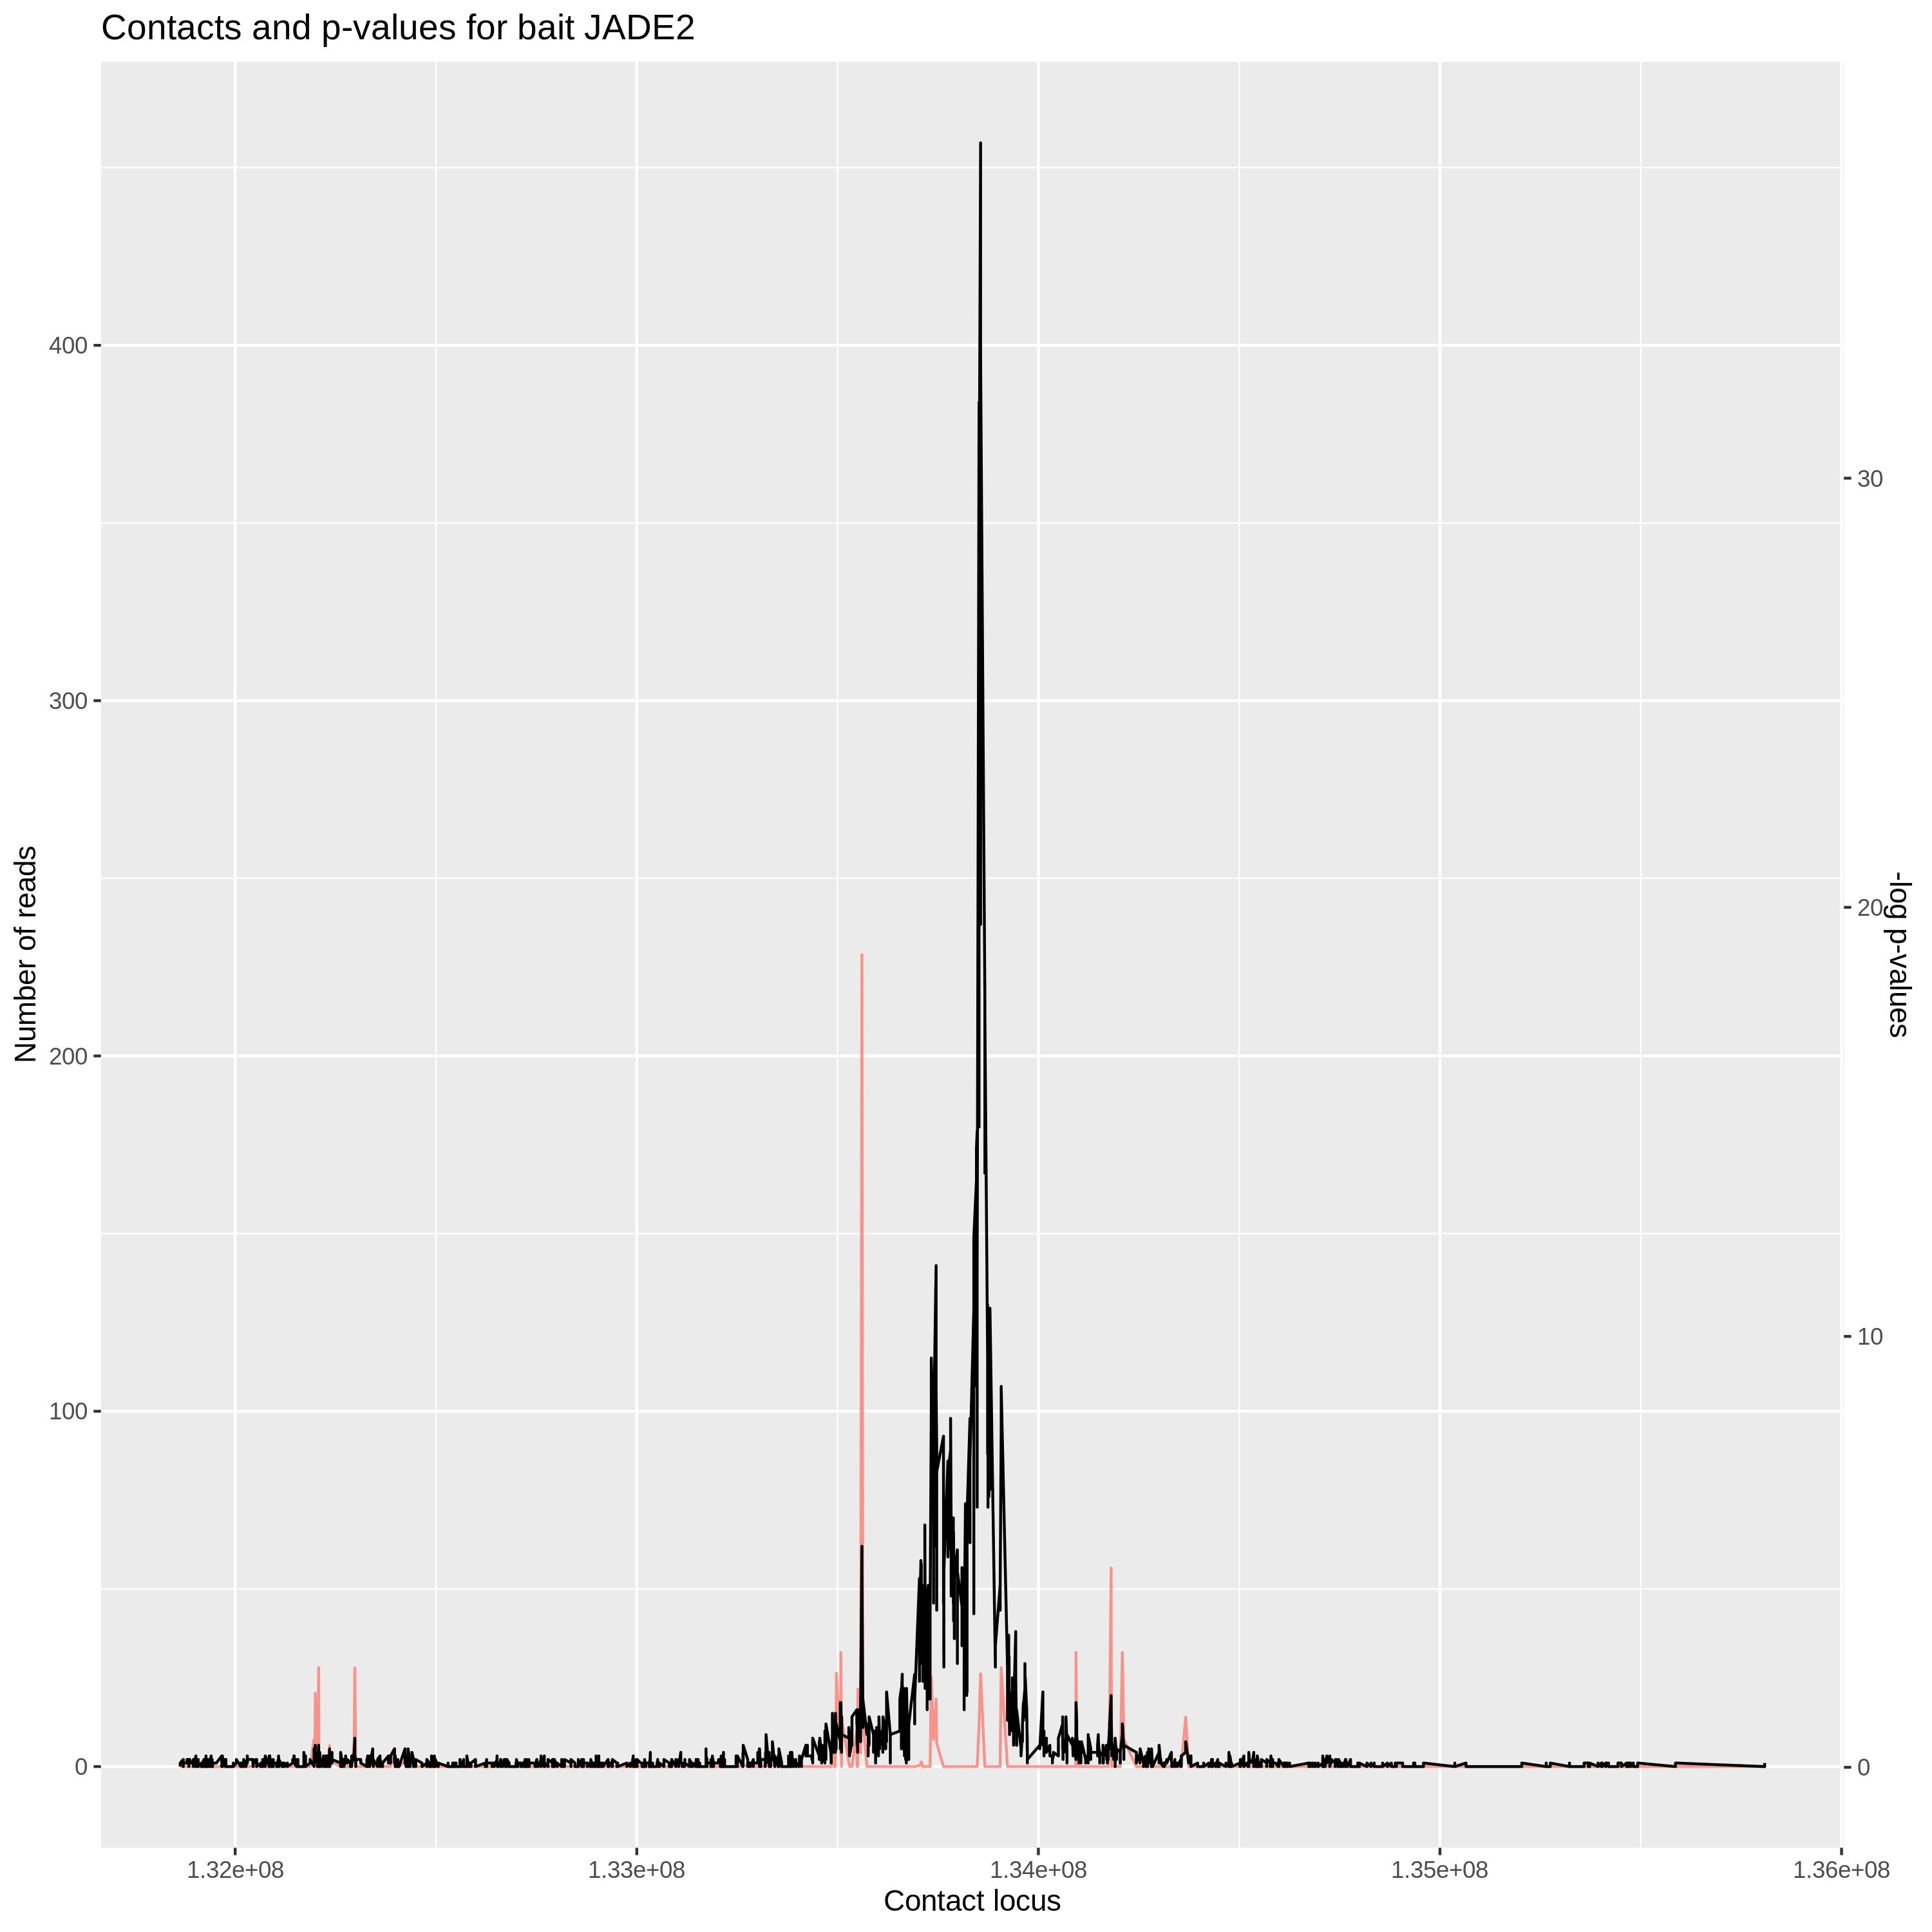 Contacts and p-values for bait JADE2
Number of reads
400
300
200
100
0
30
20
10
0
-log p-values
1.32e+08
1.33e+08
1.34e+08
1.35e+08
1.36e+08
Contact locus